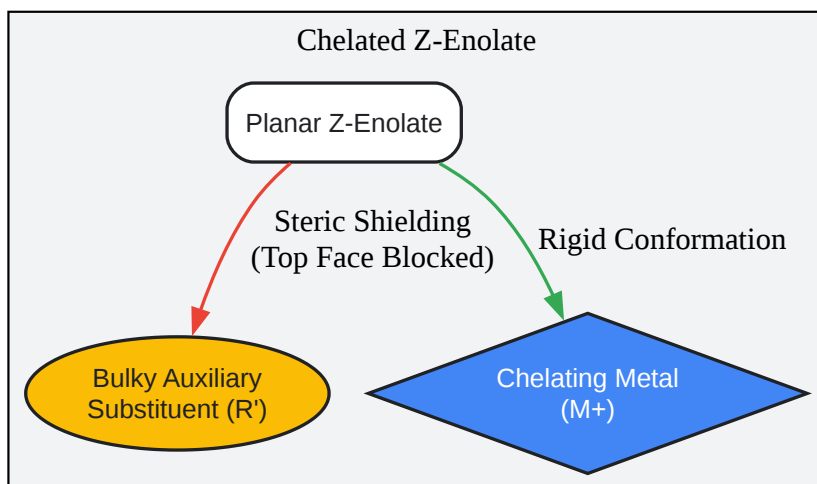 Chelated Z-Enolate
Planar Z-Enolate
Steric Shielding
(Top Face Blocked)
Rigid Conformation
Bulky Auxiliary
Substituent (R')
Chelating Metal
(M+)